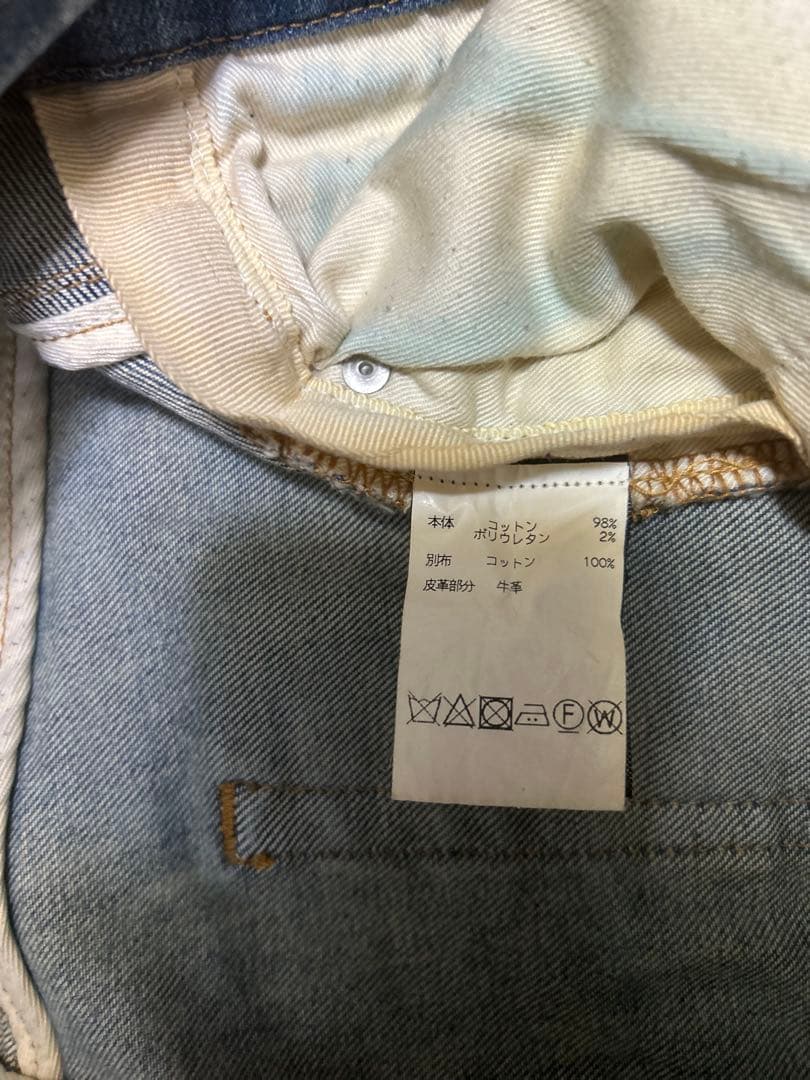 本体 コットン 98%
ポリウレタン 2%
別布 コットン 100%
皮革部分 牛革
F W